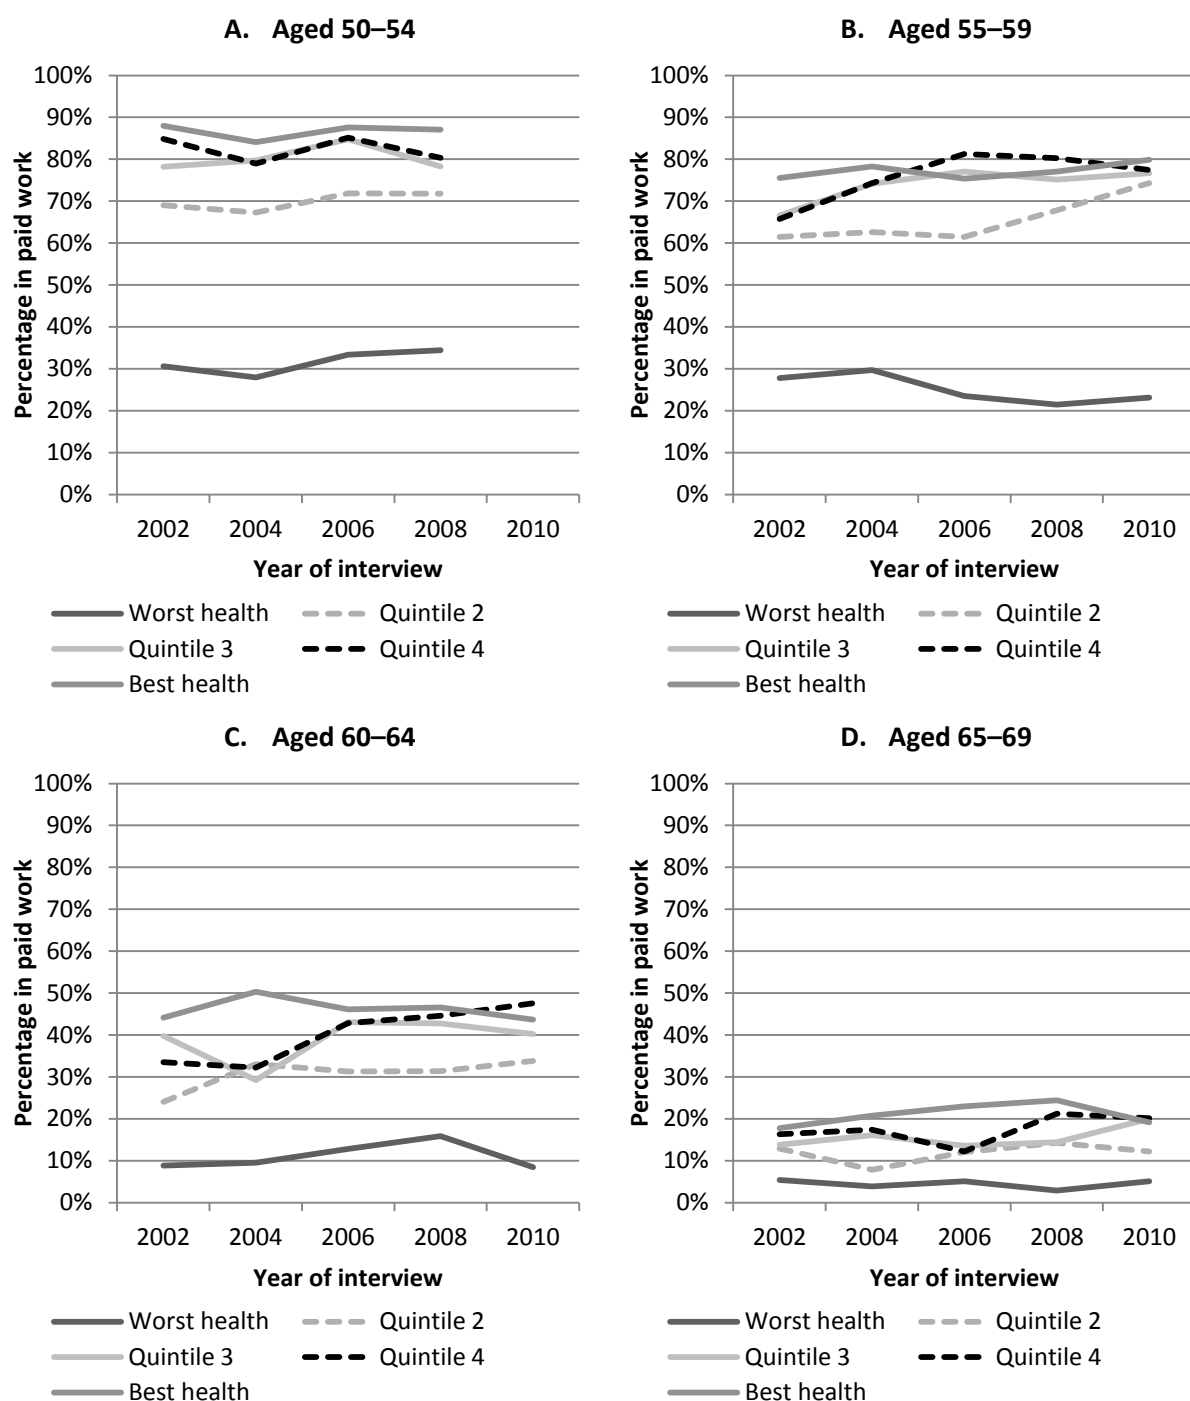 A. Aged 50–54
100%
90%
80%
70%
60%
50%
40%
30%
20%
10%
0%
Percentage in paid work
2002 2004 2006 2008 2010
Year of interview
Worst health Quintile 2
Quintile 3 Quintile 4
Best health
B. Aged 55–59
100%
90%
80%
70%
60%
50%
40%
30%
20%
10%
0%
Percentage in paid work
2002 2004 2006 2008 2010
Year of interview
Worst health Quintile 2
Quintile 3 Quintile 4
Best health
C. Aged 60–64
100%
90%
80%
70%
60%
50%
40%
30%
20%
10%
0%
Percentage in paid work
2002 2004 2006 2008 2010
Year of interview
Worst health Quintile 2
Quintile 3 Quintile 4
Best health
D. Aged 65–69
100%
90%
80%
70%
60%
50%
40%
30%
20%
10%
0%
Percentage in paid work
2002 2004 2006 2008 2010
Year of interview
Worst health Quintile 2
Quintile 3 Quintile 4
Best health